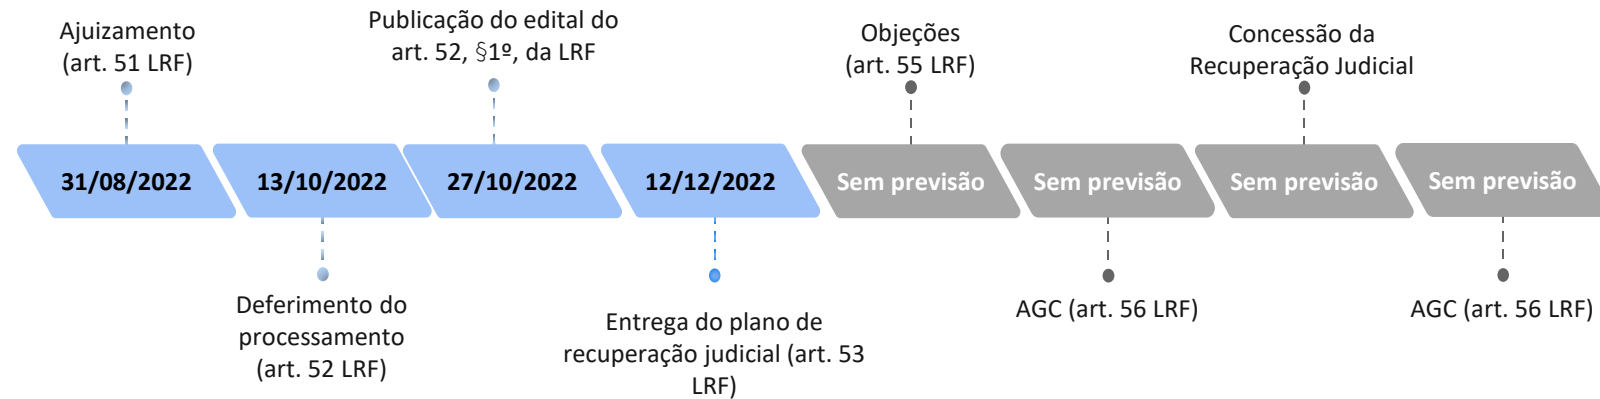 Ajuizamento
(art. 51 LRF)
Publicação do edital do
art. 52, §1º, da LRF
Objeções
(art. 55 LRF)
Concessão da
Recuperação Judicial
31/08/2022
13/10/2022
27/10/2022
12/12/2022
Sem previsão
Sem previsão
Sem previsão
Sem previsão
Deferimento do
processamento
(art. 52 LRF)
Entrega do plano de
recuperação judicial (art. 53
LRF)
AGC (art. 56 LRF)
AGC (art. 56 LRF)